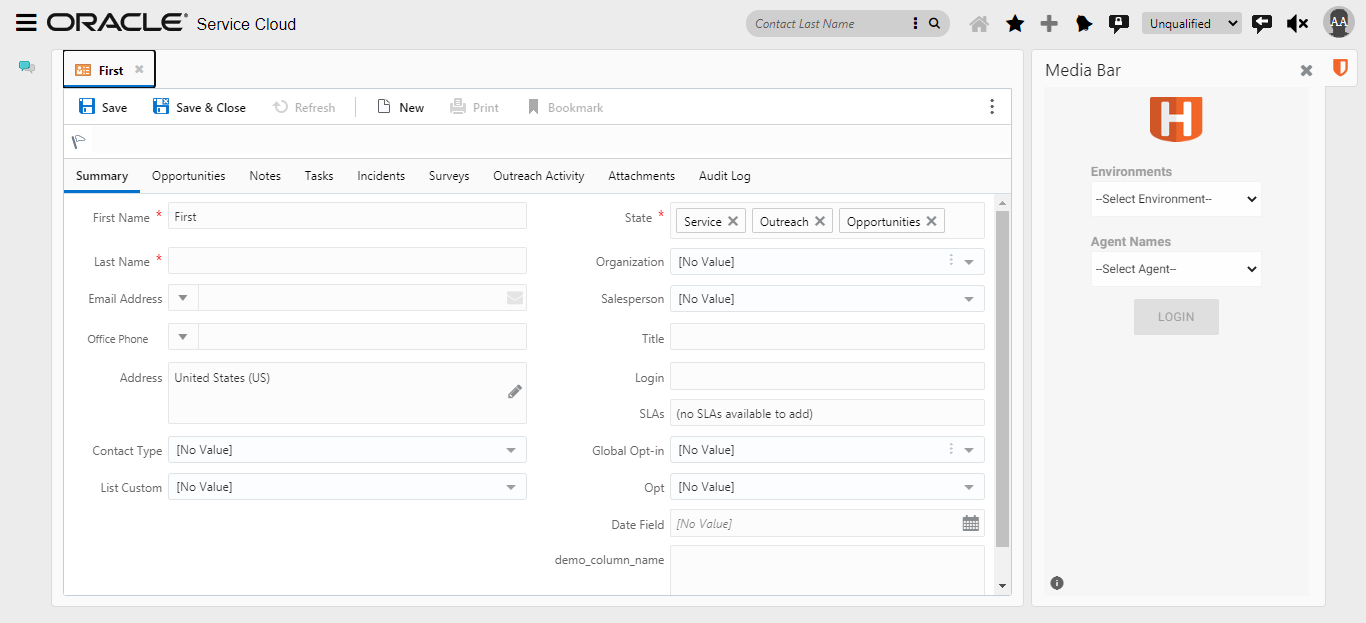 ORACLE® Service Cloud
Contact Last Name
Unqualified
AA
First
Save Save & Close Refresh New Print Bookmark
Summary Opportunities Notes Tasks Incidents Surveys Outreach Activity Attachments Audit Log
First Name * First
Last Name *
Email Address
Office Phone
Address United States (US)
Contact Type [No Value]
List Custom [No Value]
State * Service Outreach Opportunities
Organization [No Value]
Salesperson [No Value]
Title
Login
SLAs (no SLAs available to add)
Global Opt-in [No Value]
Opt [No Value]
Date Field [No Value]
demo_column_name
Media Bar
H
Environments
--Select Environment--
Agent Names
--Select Agent--
LOGIN